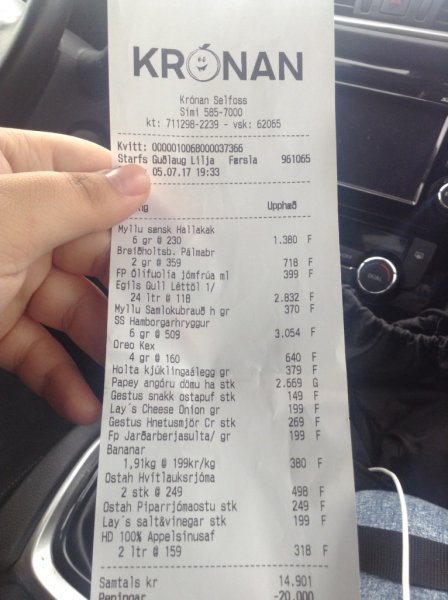 KRÓNAN
Krónan Selfoss
Sími 585-7000
kt: 711298-2239 - vsk: 62065
Kvitt: 0000010068000037366
Starfs Guðlaug Lilja Færsla 961065
05.07.17 19:33
Upphæð
Myllu sænsk Hallakak
6 gr @ 230 1.380 F
Breiðholtsb. Pálmabr
2 gr @ 359 718 F
FP Ólífuolía jómfrúa ml 399 F
Egils Gull Léttöl 1/
24 ltr @ 118 2.832 F
Myllu Samlokubrauð h gr 370 F
SS Hamborgarhryggur
6 gr @ 509 3.054 F
Oreo Kex
4 gr @ 160 640 F
Holta kjúklingaálegg gr 379 F
Papey angóru dömu ha stk 2.669 G
Gestus snakk ostapuf stk 149 F
Lay´s Cheese Onion gr 199 F
Gestus Hnetusmjör Cr stk 269 F
Fp Jarðarberjasulta/ gr 199 F
Bananar
1,91kg @ 199kr/kg 380 F
Ostah Hvítlauksrjóma
2 stk @ 249 498 F
Ostah Piparrjómaostu stk 249 F
Lay´s salt&vinegar stk 199 F
HD 100% Appelsínusaf
2 ltr @ 159 318 F
Samtals kr 14.901
Peningar -20.000